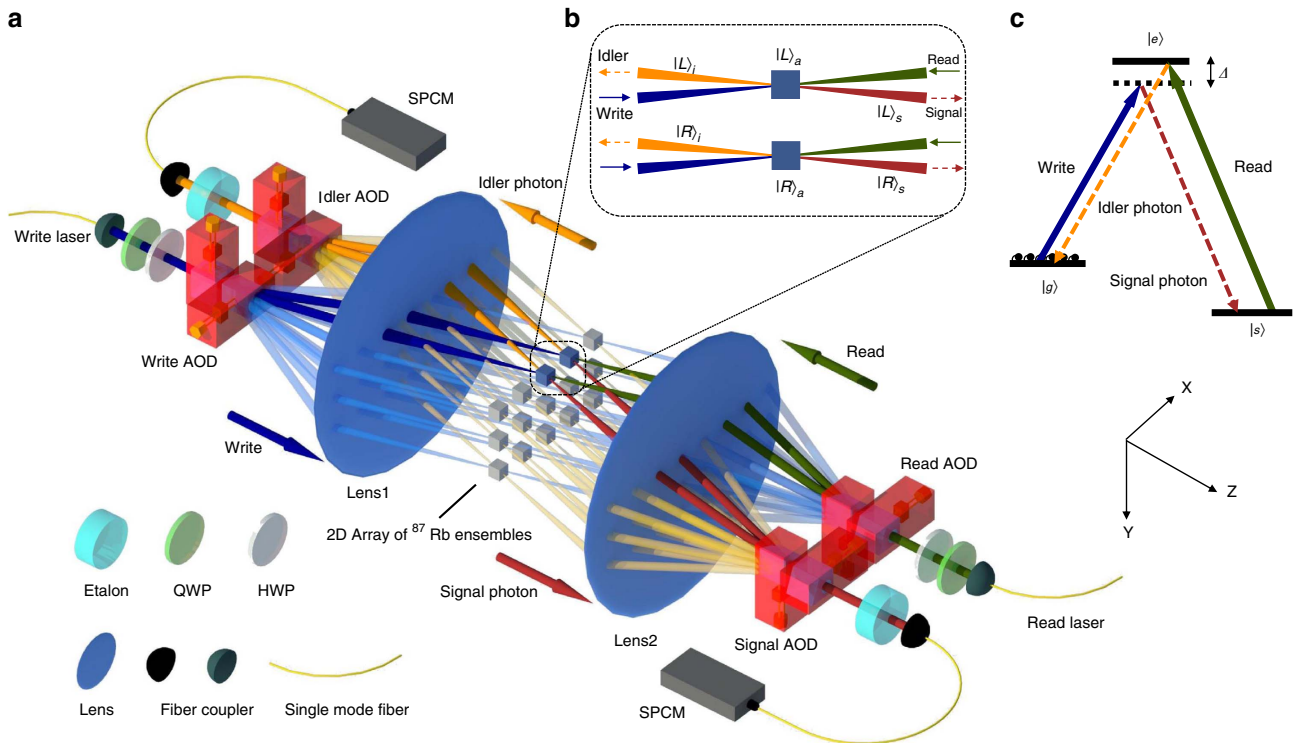 a
SPCM
Idler AOD
Idler photon
Write laser
Write AOD
Write
Lens1
2D Array of ⁸⁷ Rb ensembles
Signal photon
Read
Read AOD
Lens2
Signal AOD
Read laser
SPCM
Etalon
QWP
HWP
Lens
Fiber coupler
Single mode fiber
b
Idler
|L⟩i
|L⟩a
Read
Write
|L⟩s
Signal
|R⟩i
|R⟩a
|R⟩s
c
|e⟩
Δ
Write
Read
Idler photon
Signal photon
|g⟩
|s⟩
X
Z
Y